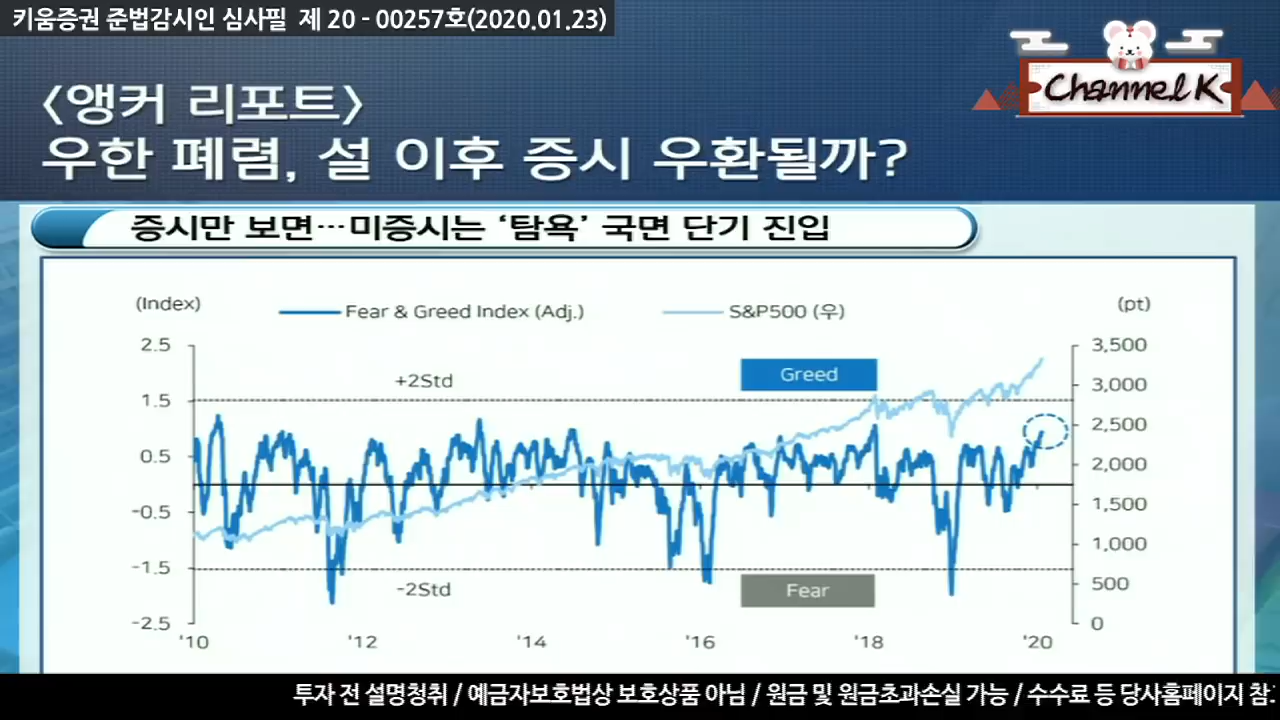 키움증권 준법감시인 심사필 제 20 - 00257호(2020.01.23)
Channel K
<앵커 리포트>
우한 폐렴, 설 이후 증시 우환될까?
증시만 보면…미증시는 ‘탐욕’ 국면 단기 진입
(Index)
Fear & Greed Index (Adj.)
S&P500 (우)
(pt)
2.5
3,500
+2Std
Greed
3,000
1.5
2,500
0.5
2,000
-0.5
1,500
1,000
-1.5
-2Std
Fear
500
-2.5
0
'10 '12 '14 '16 '18 '20
투자 전 설명청취 / 예금자보호법상 보호상품 아님 / 원금 및 원금초과손실 가능 / 수수료 등 당사홈페이지 참